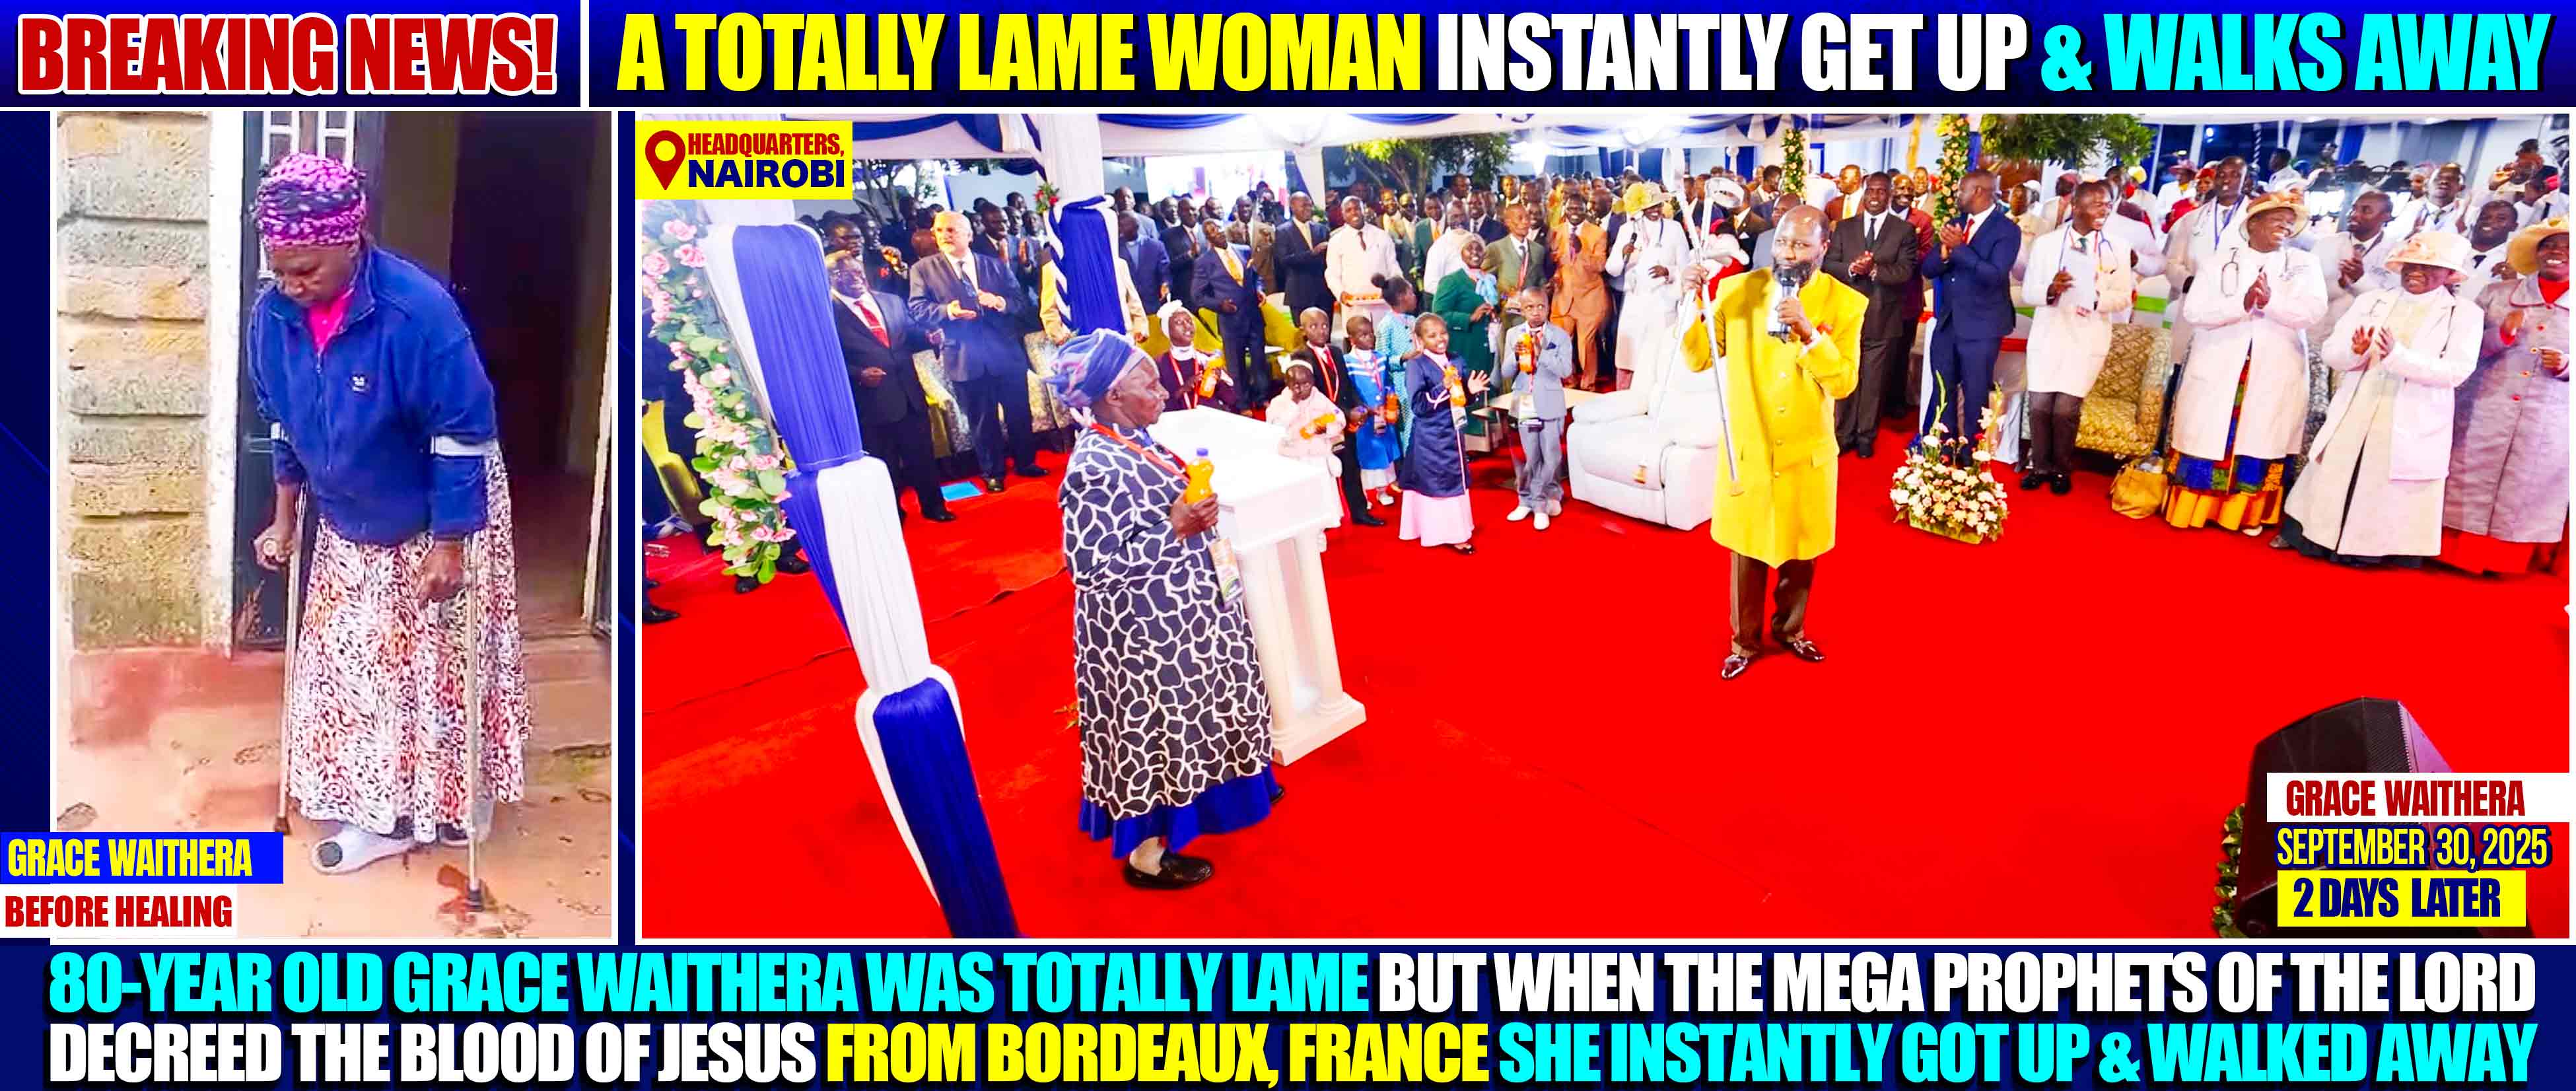 BREAKING NEWS!
A TOTALLY LAME WOMAN INSTANTLY GET UP & WALKS AWAY
HEADQUARTERS,
NAIROBI
GRACE WAITHERA
BEFORE HEALING
GRACE WAITHERA
SEPTEMBER 30, 2025
2 DAYS LATER
80-YEAR OLD GRACE WAITHERA WAS TOTALLY LAME BUT WHEN THE MEGA PROPHETS OF THE LORD
DECREED THE BLOOD OF JESUS FROM BORDEAUX, FRANCE SHE INSTANTLY GOT UP & WALKED AWAY